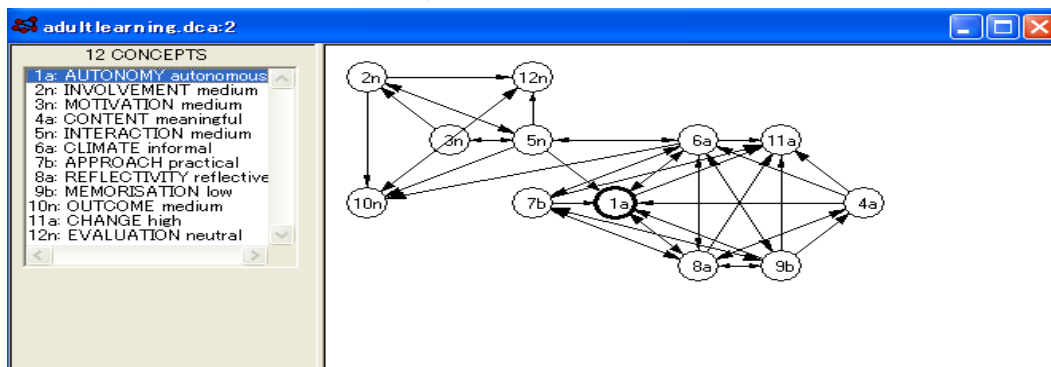 adultlearning.dca:2
12 CONCEPTS
1a: AUTONOMY autonomous
2n: INVOLVEMENT medium
3n: MOTIVATION medium
4a: CONTENT meaningful
5n: INTERACTION medium
6a: CLIMATE informal
7b: APPROACH practical
8a: REFLECTIVITY reflective
9b: MEMORISATION low
10n: OUTCOME medium
11a: CHANGE high
12n: EVALUATION neutral
2n
12n
3n
5n
6a
11a
10n
7b
1a
4a
8a
9b